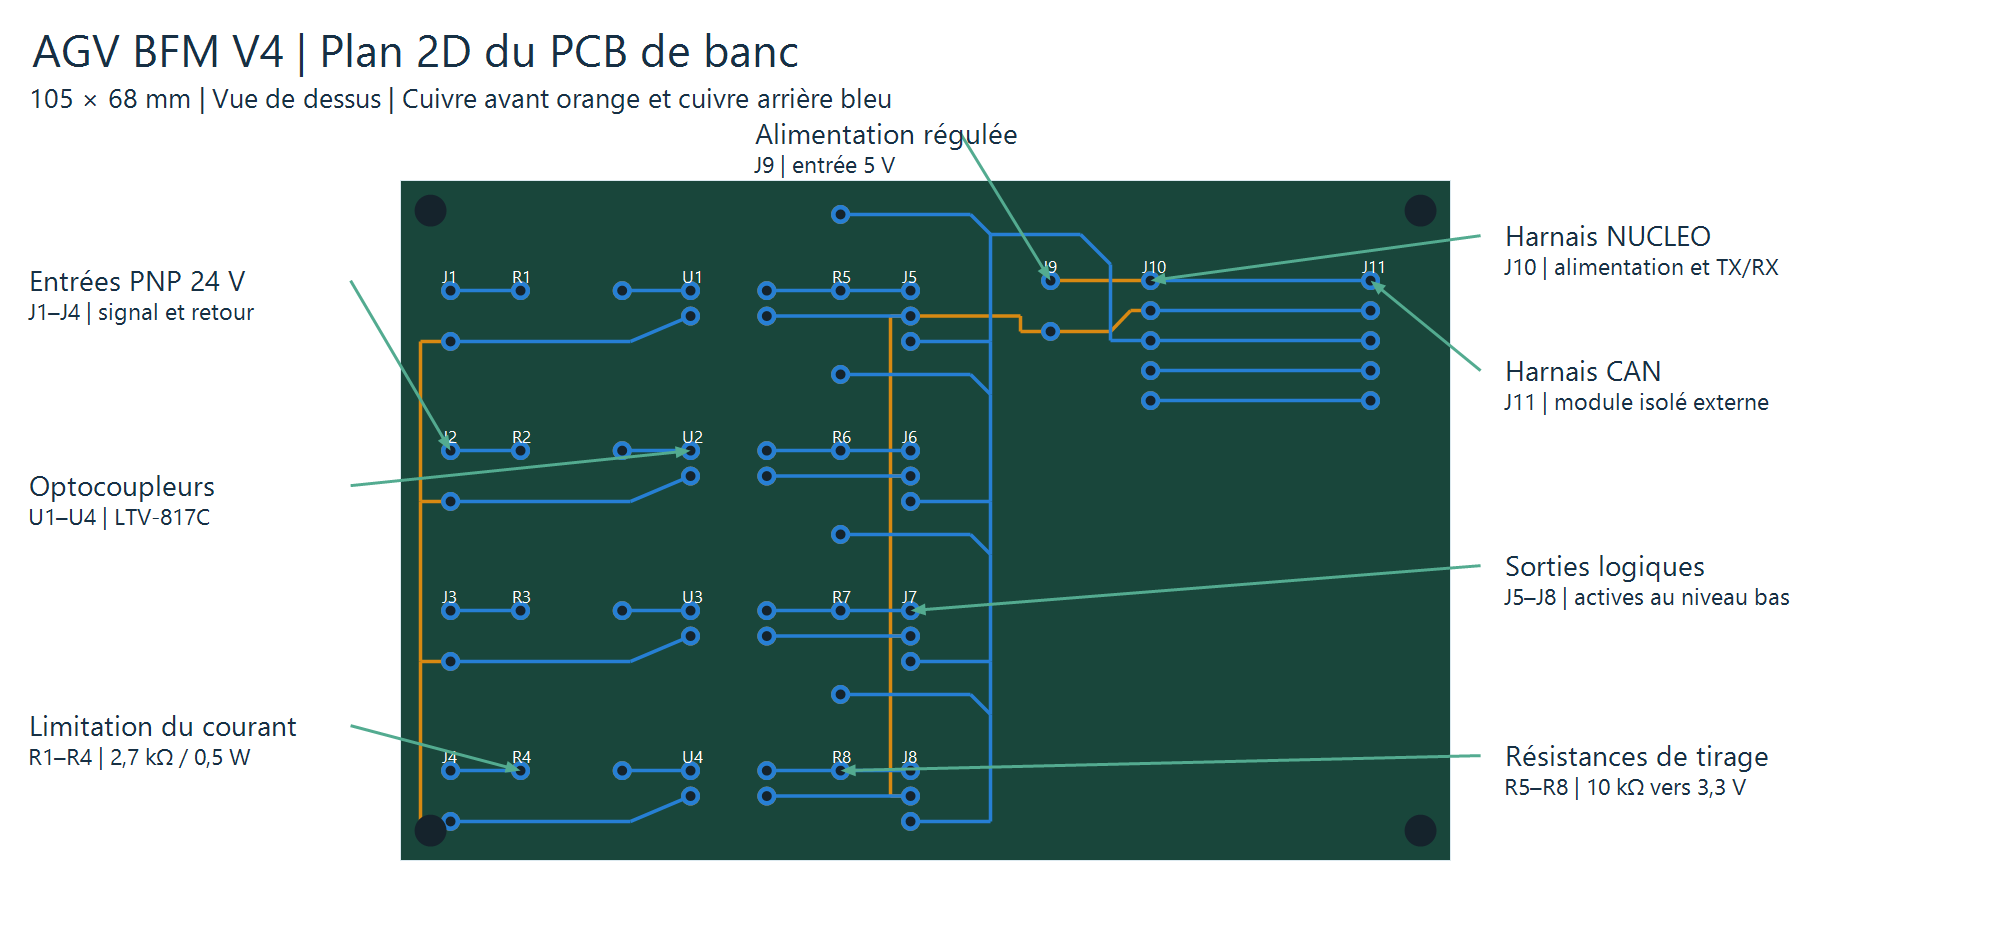 AGV BFM V4 | Plan 2D du PCB de banc
105 × 68 mm | Vue de dessus | Cuivre avant orange et cuivre arrière bleu
Alimentation régulée
J9 | entrée 5 V
Entrées PNP 24 V
J1–J4 | signal et retour
Optocoupleurs
U1–U4 | LTV-817C
Limitation du courant
R1–R4 | 2,7 kΩ / 0,5 W
J1 R1 U1 R5 J5 J9 J10 J11
J2 R2 U2 R6 J6
J3 R3 U3 R7 J7
J4 R4 U4 R8 J8
Harnais NUCLEO
J10 | alimentation et TX/RX
Harnais CAN
J11 | module isolé externe
Sorties logiques
J5–J8 | actives au niveau bas
Résistances de tirage
R5–R8 | 10 kΩ vers 3,3 V